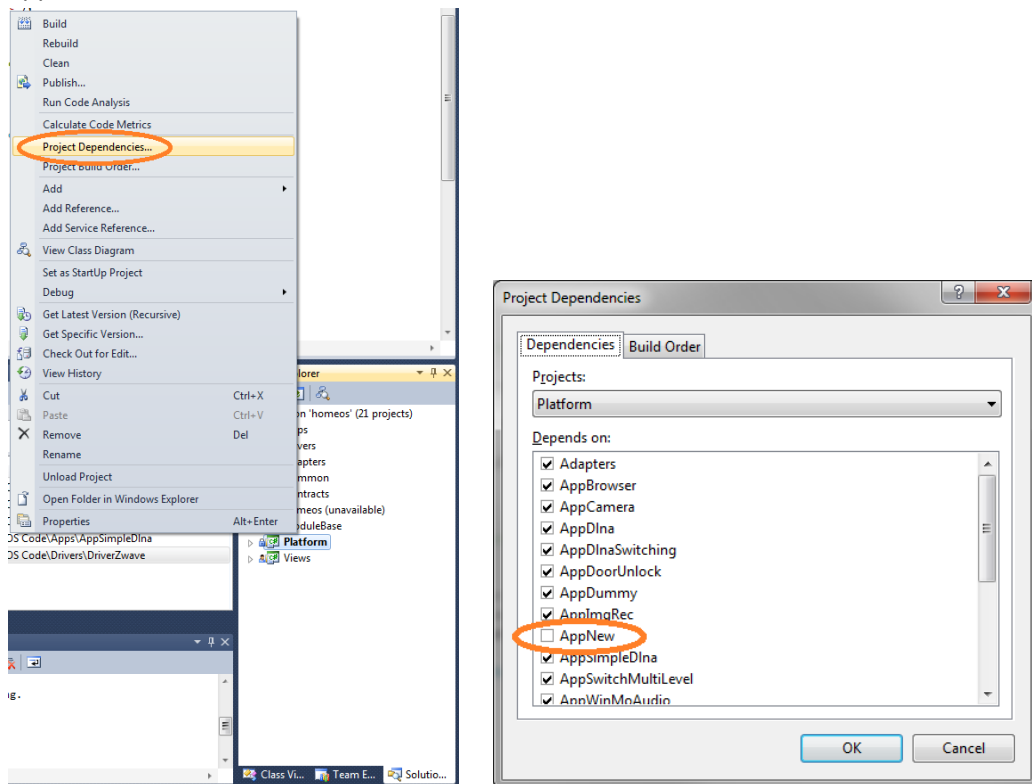 Build
Rebuild
Clean
Publish...
Run Code Analysis
Calculate Code Metrics
Project Dependencies...
Project Build Order...
Add
Add Reference...
Add Service Reference...
View Class Diagram
Set as StartUp Project
Debug
Get Latest Version (Recursive)
Get Specific Version...
Check Out for Edit...
View History
Cut Ctrl+X
Paste Ctrl+V
Remove Del
Rename
Unload Project
Open Folder in Windows Explorer
Properties Alt+Enter
OS Code\Apps\AppSimpleDlna
OS Code\Drivers\DriverZwave
lorer
on 'homeos' (21 projects)
ps
vers
apters
mmon
ntracts
meos (unavailable)
oduleBase
Platform
Views
ng.
Class Vi...
Team E...
Solutio...
Project Dependencies
Dependencies
Build Order
Projects:
Platform
Depends on:
Adapters
AppBrowser
AppCamera
AppDlna
AppDlnaSwitching
AppDoorUnlock
AppDummy
AppImgRec
AppNew
AppSimpleDlna
AppSwitchMultiLevel
AppWinMoAudio
OK
Cancel